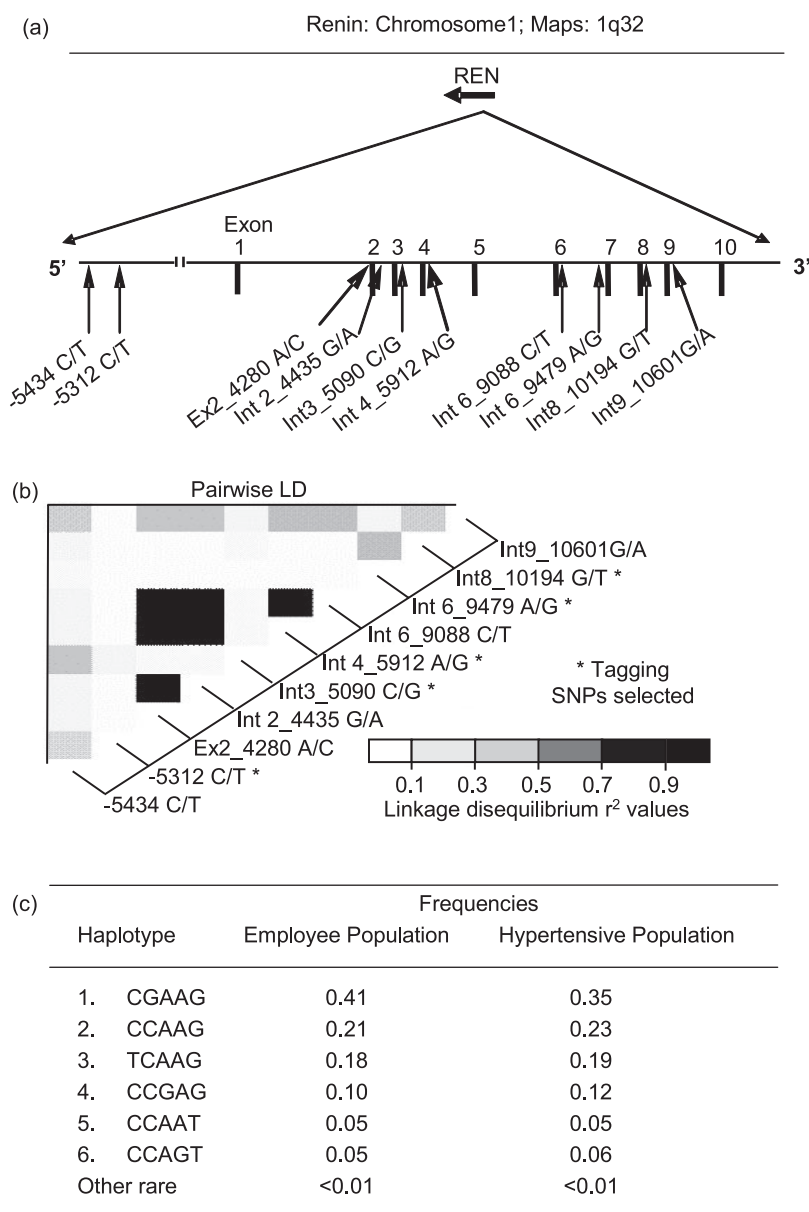 (a)
Renin: Chromosome1; Maps: 1q32
REN
Exon
1 2 3 4 5 6 7 8 9 10
5’ 3’
-5434 C/T
-5312 C/T
Ex2_4280 A/C
Int 2_4435 G/A
Int3_5090 C/G
Int 4_5912 A/G
Int 6_9088 C/T
Int 6_9479 A/G
Int8_10194 G/T
Int9_10601G/A
(b)
Pairwise LD
Int9_10601G/A
Int8_10194 G/T *
Int 6_9479 A/G *
Int 6_9088 C/T
Int 4_5912 A/G *
Int3_5090 C/G *
Int 2_4435 G/A
Ex2_4280 A/C
-5312 C/T *
-5434 C/T
* Tagging
SNPs selected
0.1 0.3 0.5 0.7 0.9
Linkage disequilibrium r² values
(c)
Frequencies
Haplotype Employee Population Hypertensive Population
1. CGAAG 0.41 0.35
2. CCAAG 0.21 0.23
3. TCAAG 0.18 0.19
4. CCGAG 0.10 0.12
5. CCAAT 0.05 0.05
6. CCAGT 0.05 0.06
Other rare <0.01 <0.01